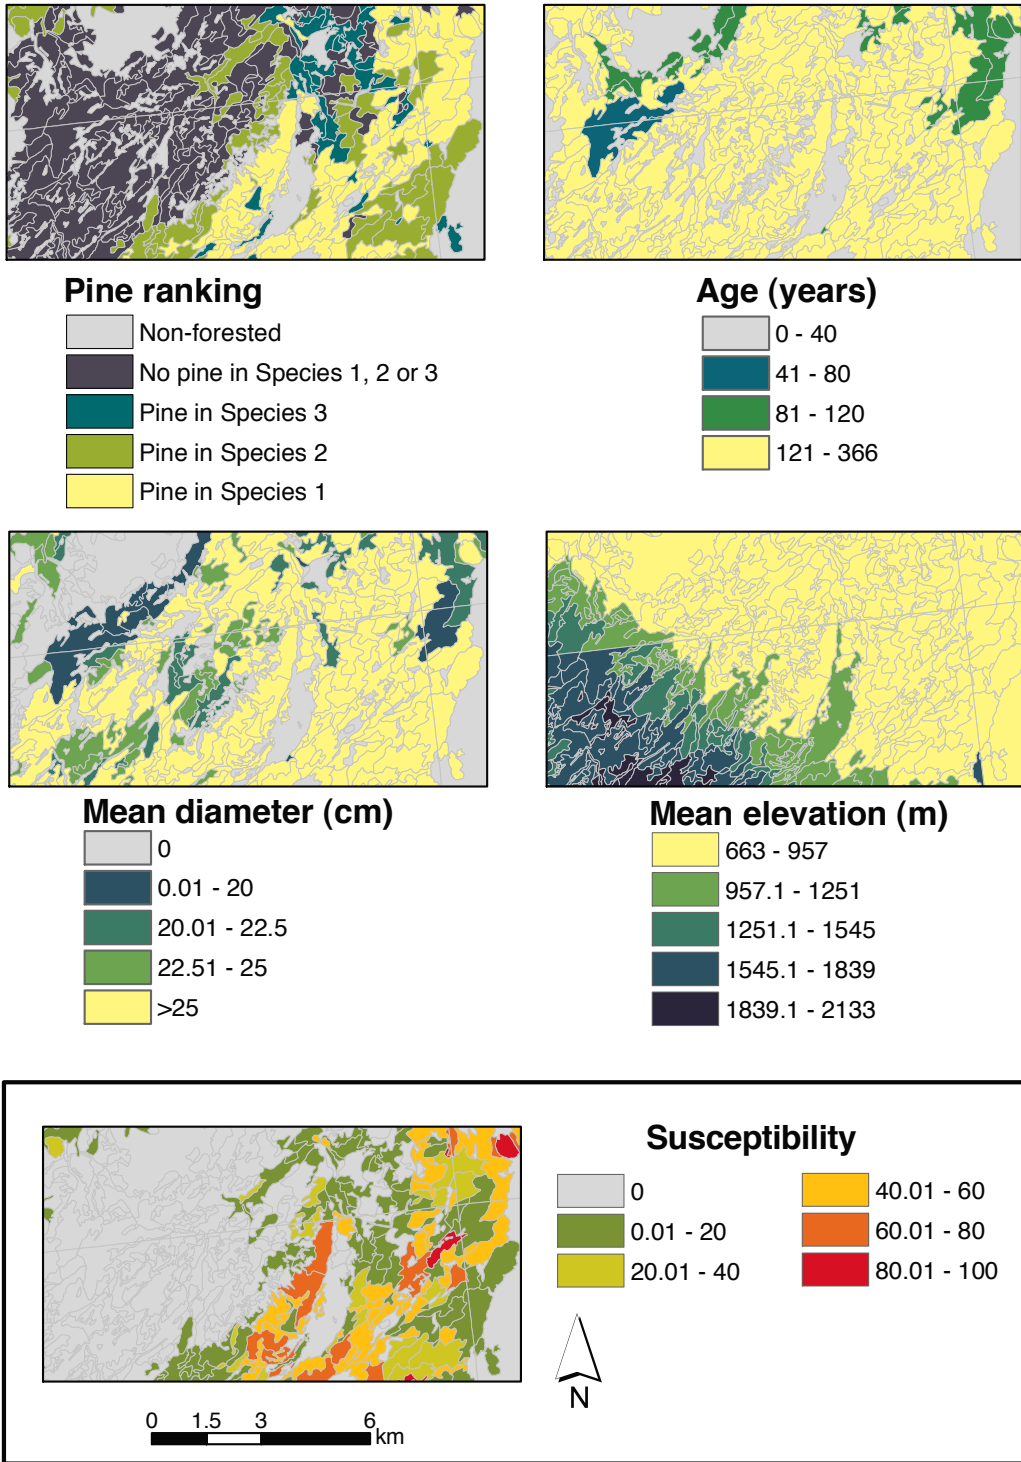 Pine ranking
Non-forested
No pine in Species 1, 2 or 3
Pine in Species 3
Pine in Species 2
Pine in Species 1
Age (years)
0 - 40
41 - 80
81 - 120
121 - 366
Mean diameter (cm)
0
0.01 - 20
20.01 - 22.5
22.51 - 25
>25
Mean elevation (m)
663 - 957
957.1 - 1251
1251.1 - 1545
1545.1 - 1839
1839.1 - 2133
Susceptibility
0
0.01 - 20
20.01 - 40
40.01 - 60
60.01 - 80
80.01 - 100
N
0 1.5 3 6
km